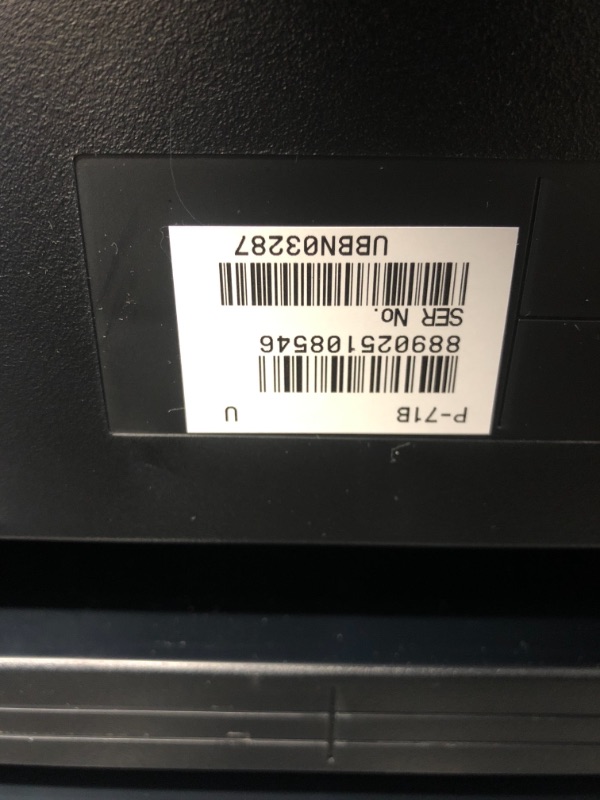 P-71B U
889025108546
SER No.
UBBN03287